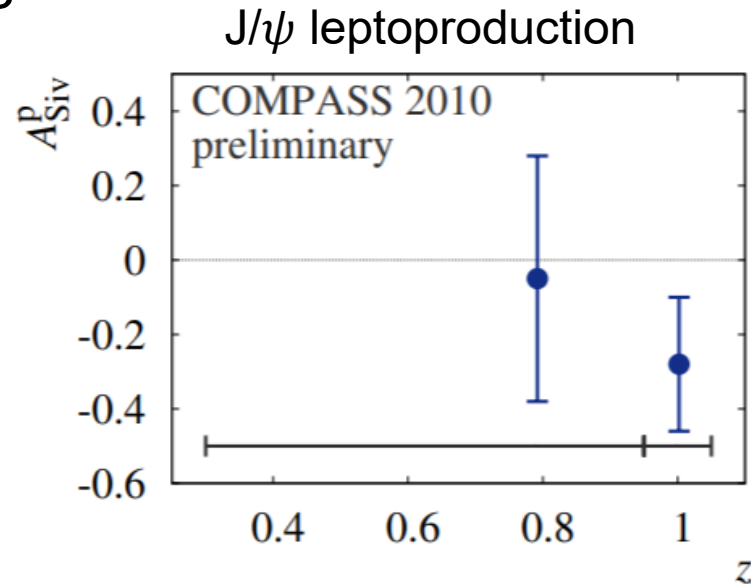 J/ψ leptoproduction
COMPASS 2010
preliminary
A^p_Siv
0.4
0.2
0
-0.2
-0.4
-0.6
0.4 0.6 0.8 1
z